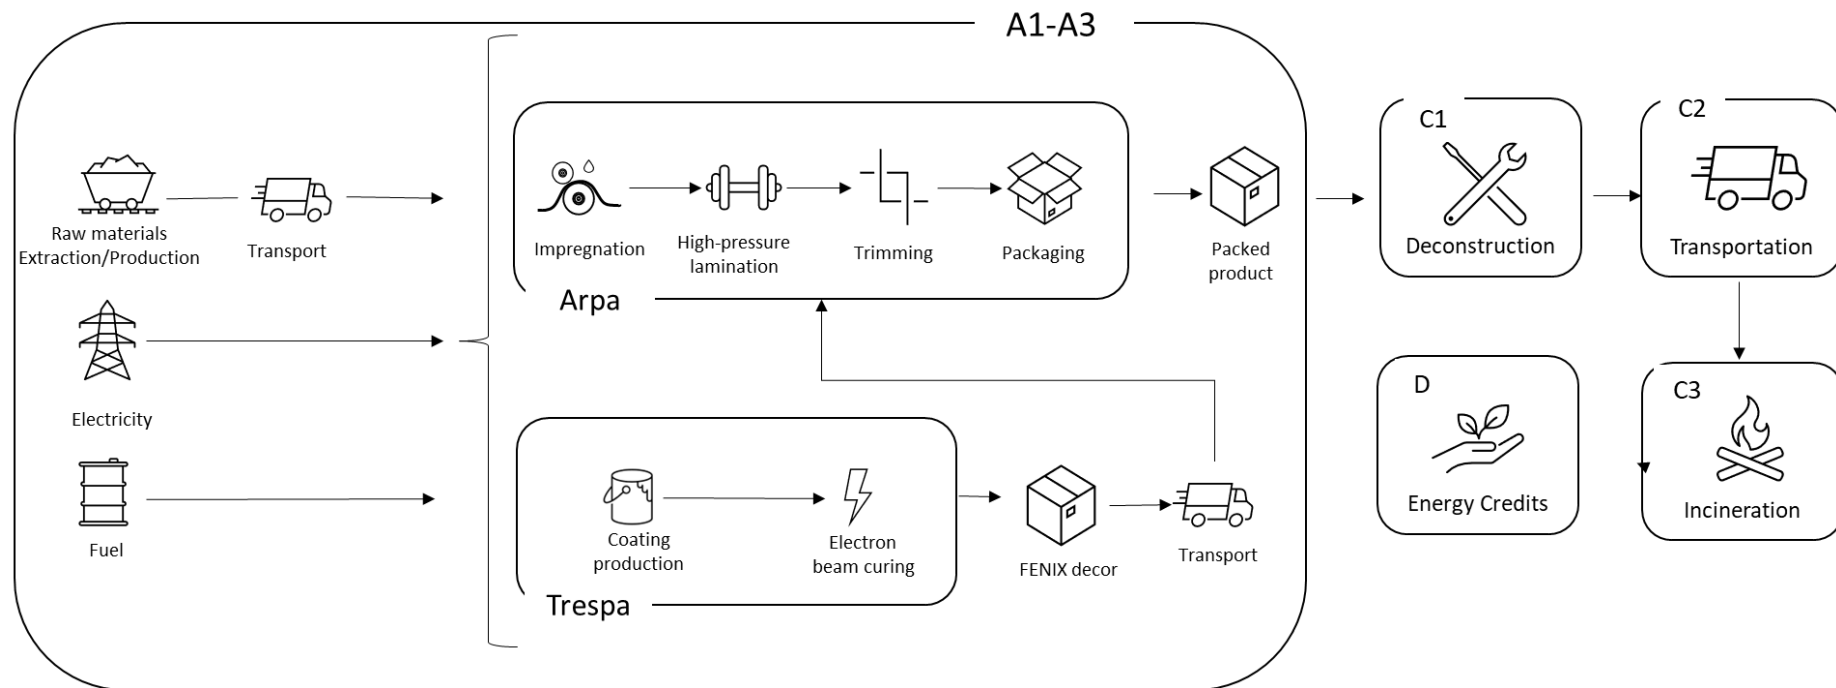 A1-A3
Raw materials
Extraction/Production
Transport
Electricity
Fuel
Impregnation
High-pressure
lamination
Trimming
Packaging
Arpa
Packed
product
Coating
production
Electron
beam curing
Trespa
FENIX decor
Transport
C1
Deconstruction
C2
Transportation
D
Energy Credits
C3
Incineration